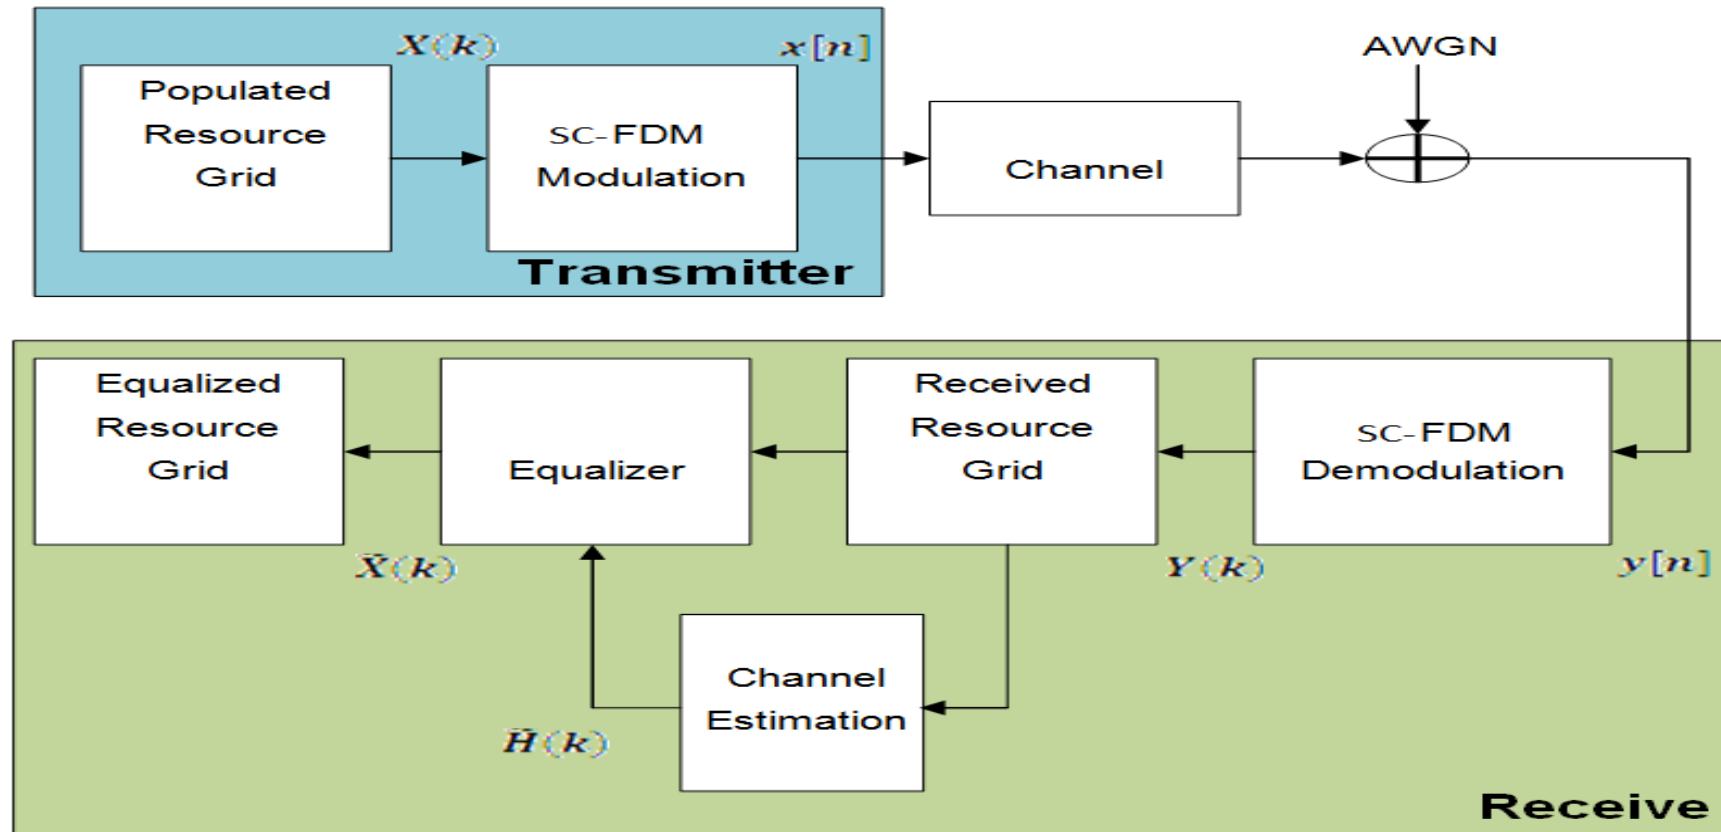 X(k)
x[n]
AWGN
Populated
Resource
Grid
SC-FDM
Modulation
Channel
Transmitter
Equalized
Resource
Grid
Equalizer
Received
Resource
Grid
SC-FDM
Demodulation
X̂(k)
Y(k)
y[n]
Channel
Estimation
Ĥ(k)
Receive